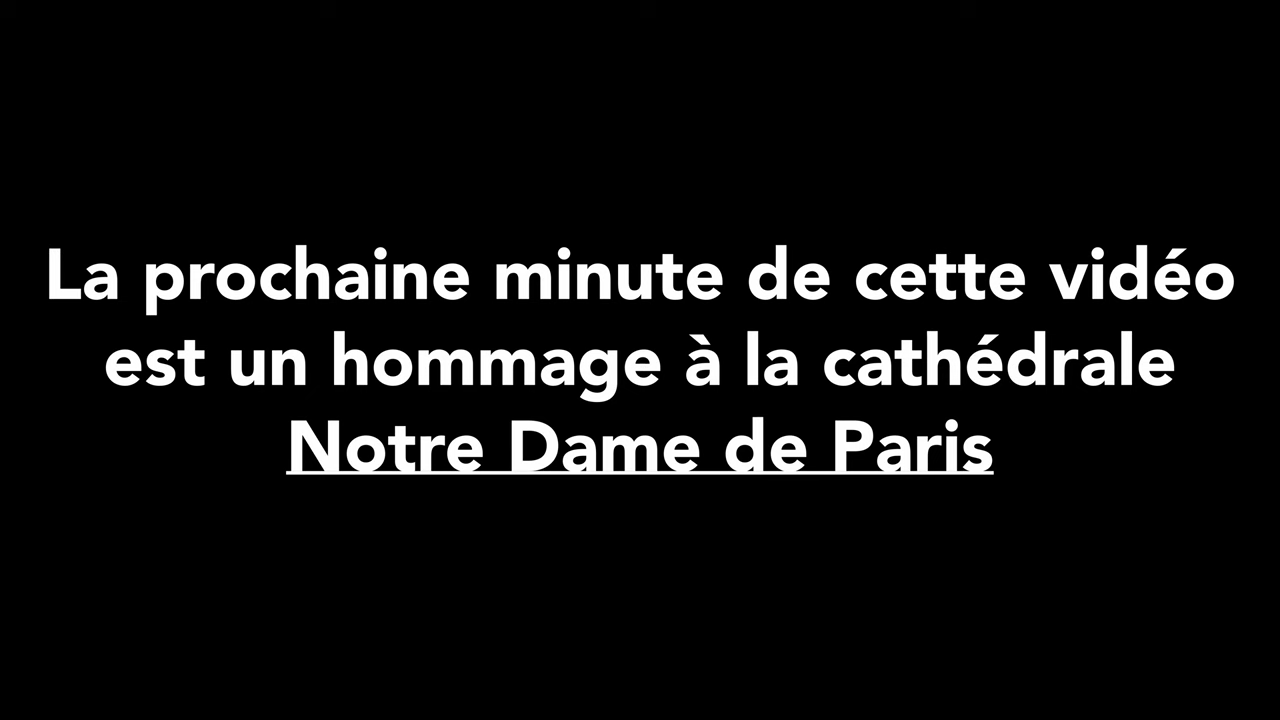 La prochaine minute de cette vidéo
est un hommage à la cathédrale
Notre Dame de Paris